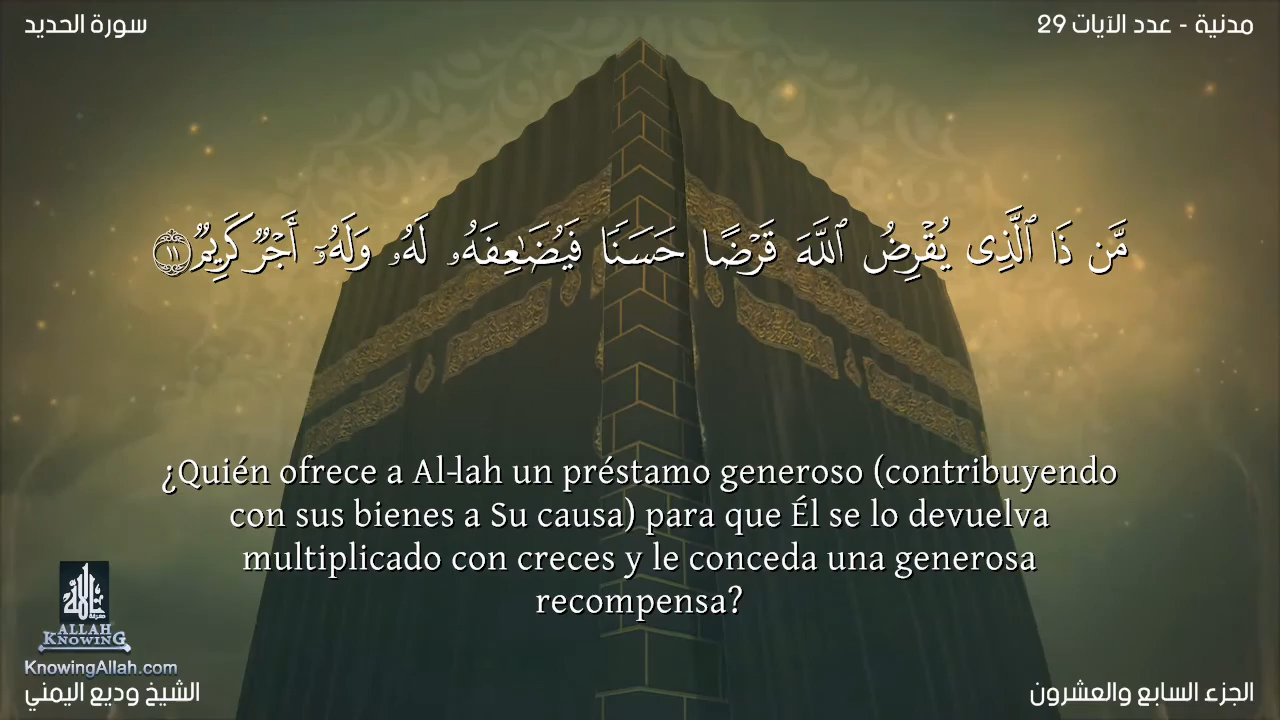 سورة الحديد
مدنية - عدد الآيات 29
مَّن ذَا ٱلَّذِى يُقْرِضُ ٱللَّهَ قَرْضًا حَسَنًا فَيُضَـٰعِفَهُۥ لَهُۥ وَلَهُۥٓ أَجْرٌ كَرِيمٌ ١١
¿Quién ofrece a Al-lah un préstamo generoso (contribuyendo
con sus bienes a Su causa) para que Él se lo devuelva
multiplicado con creces y le conceda una generosa
recompensa?
ALLAH
KNOWING
KnowingAllah.com
الشيخ وديع اليمني
الجزء السابع والعشرون